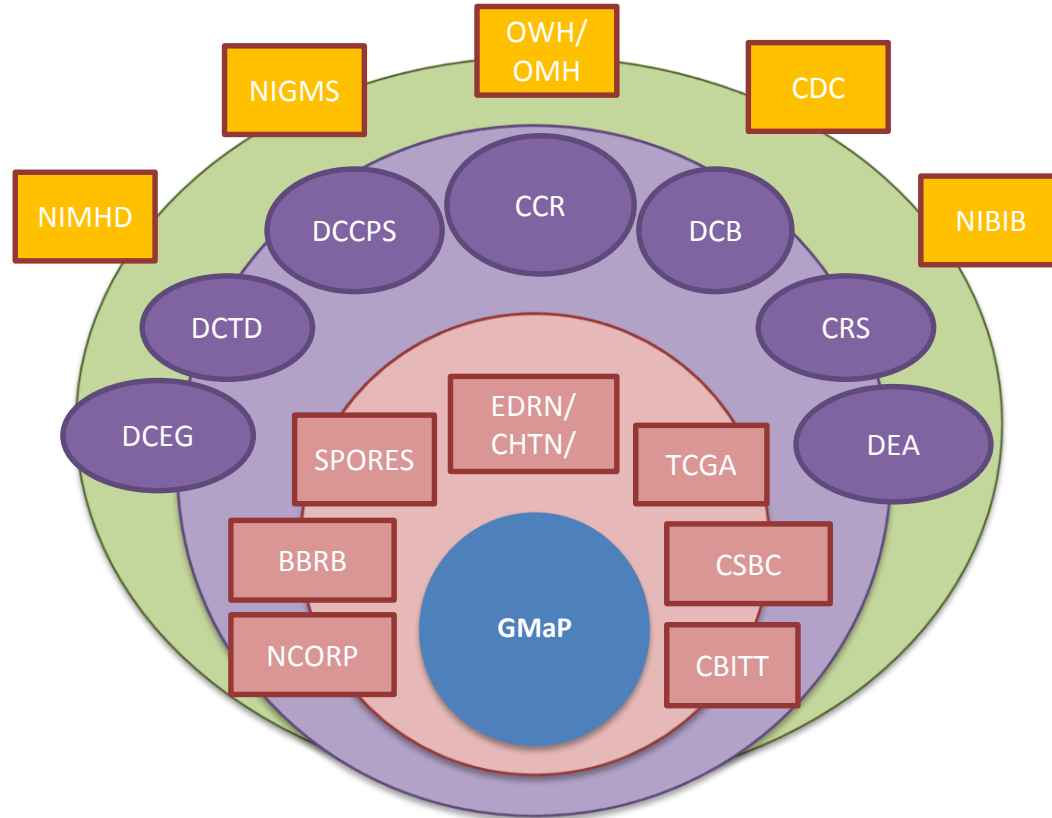 OWH/
OMH
NIGMS
CDC
NIMHD
NIBIB
CCR
DCCPS
DCB
DCTD
CRS
DCEG
DEA
EDRN/
CHTN/
SPORES
TCGA
BBRB
CSBC
GMaP
NCORP
CBITT